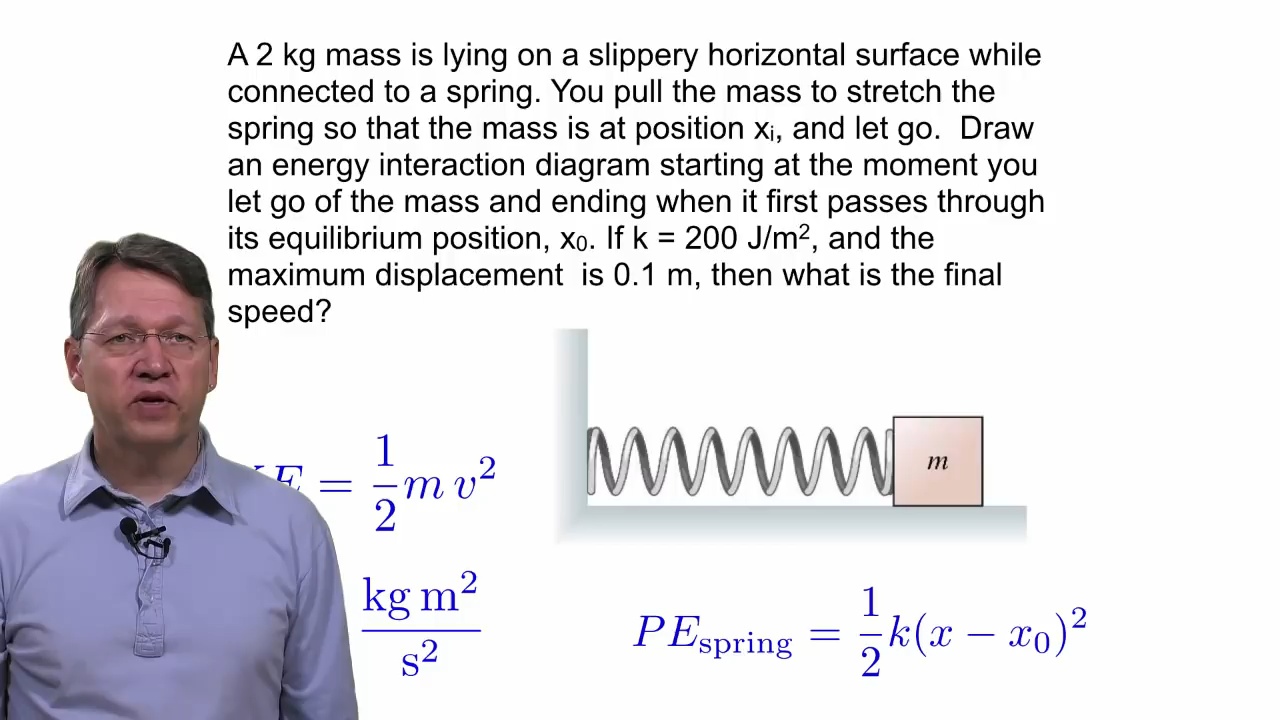 A 2 kg mass is lying on a slippery horizontal surface while
connected to a spring. You pull the mass to stretch the
spring so that the mass is at position xᵢ, and let go.  Draw
an energy interaction diagram starting at the moment you
let go of the mass and ending when it first passes through
its equilibrium position, x₀. If k = 200 J/m², and the
maximum displacement  is 0.1 m, then what is the final
speed?
E = 1/2 m v²
m
kg m²/s²
PEspring = 1/2 k(x − x₀)²